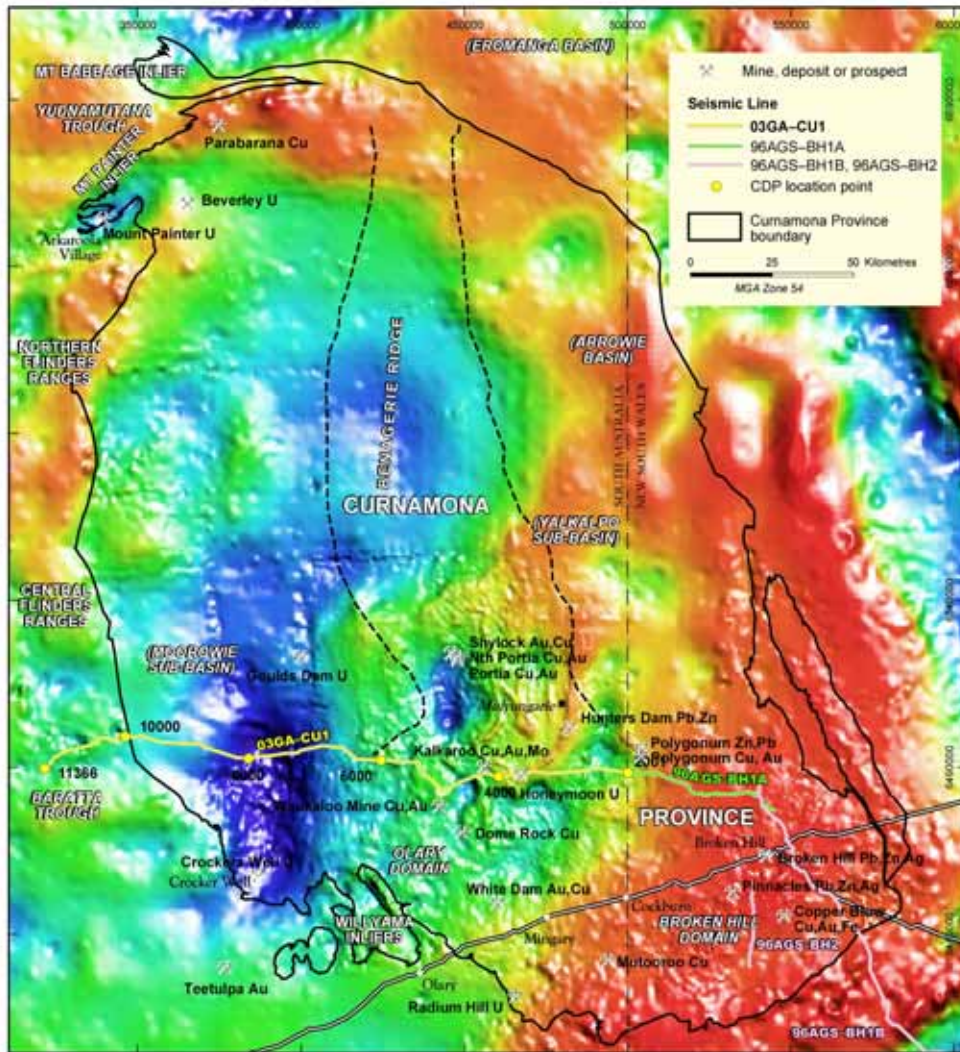 450000
500000
550000
(EROMANGA BASIN)
MT BABBAGE INLIER
YUDNAMUTANA
TROUGH
MT PAINTER
INLIER
Parabarana Cu
Beverley U
Mount Painter U
Arkaroola
Village
Mine, deposit or prospect
Seismic Line
03GA–CU1
96AGS–BH1A
96AGS–BH1B, 96AGS–BH2
CDP location point
Curnamona Province
boundary
0 25 50 Kilometres
MGA Zone 54
NORTHERN
FLINDERS
RANGES
BENAGERIE RIDGE
(ARROWIE
BASIN)
SOUTH AUSTRALIA
NEW SOUTH WALES
CURNAMONA
(YALKALPO
SUB-BASIN)
CENTRAL
FLINDERS
RANGES
(MOOROWIE
SUB-BASIN)
Goulds Dam U
Shylock Au,Cu
Nth Portia Cu,Au
Portia Cu,Au
Hunters Dam Pb,Zn
10000
03GA-CU1
8000
6000
Kalkaroo Cu,Au,Mo
Polygonum Zn,Pb
Polygonum Cu, Au
2001
96AGS-BH1A
11366
4000
Honeymoon U
BARATTA
TROUGH
Waukaloo Mine Cu,Au
PROVINCE
Dome Rock Cu
Broken Hill
Broken Hill Pb,Zn,Ag
Crockers Well U
Crocker Well
OLARY
DOMAIN
White Dam Au,Cu
Pinnacles Pb,Zn,Ag
Cockburn
Copper Blow
Cu,Au,Fe
WILLYAMA
INLIERS
BROKEN HILL
DOMAIN
Mingary
96AGS-BH2
Mutooroo Cu
Teetulpa Au
Olary
Radium Hill U
96AGS-BH1B